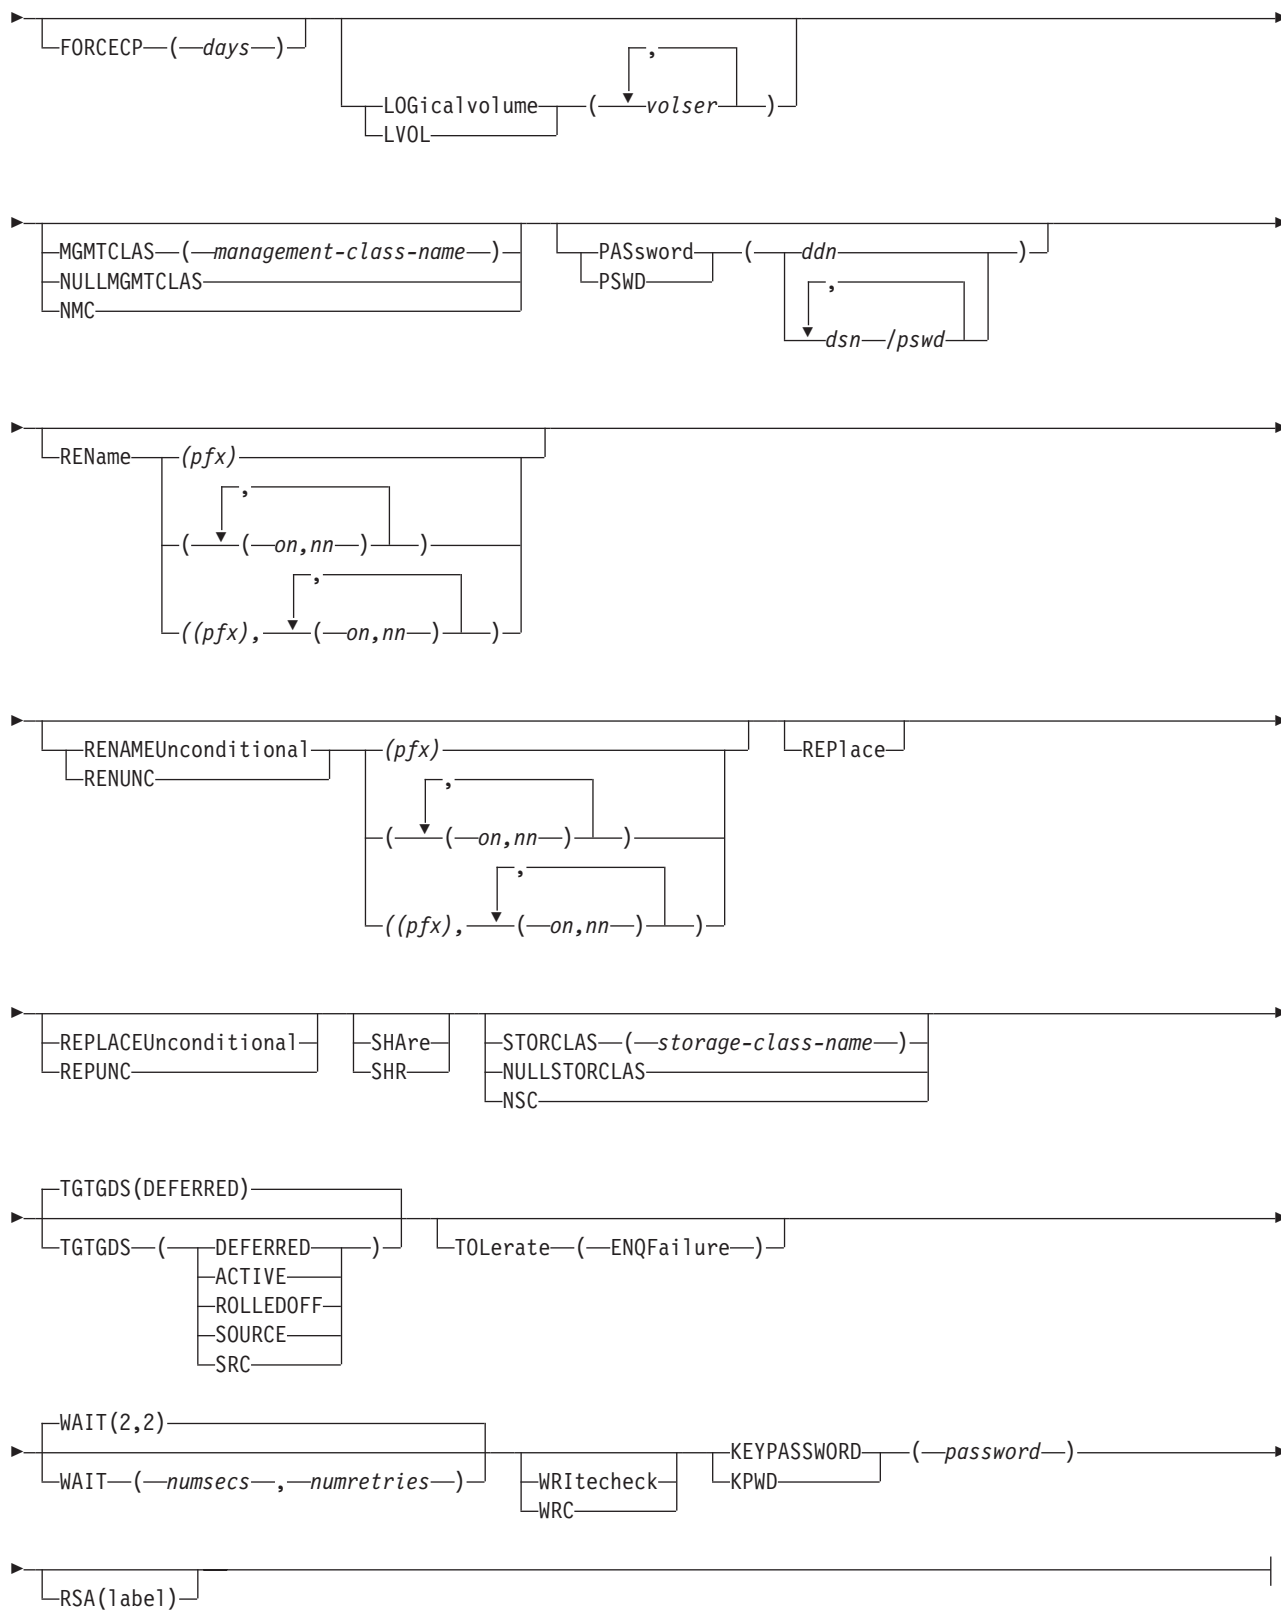 FORCECP ( days )
,
LOGicalvolume ( volser )
LVOL
MGMTCLAS ( management-class-name )
NULLMGMTCLAS
NMC
PASsword ( ddn )
PSWD
,
dsn /pswd
REName (pfx)
,
( ( on,nn ) )
,
((pfx), ( on,nn ) )
RENAMEUnconditional (pfx)
RENUNC
,
( ( on,nn ) )
,
((pfx), ( on,nn ) )
REPlace
REPLACEUnconditional
REPUNC
SHAre
SHR
STORCLAS ( storage-class-name )
NULLSTORCLAS
NSC
TGTGDS(DEFERRED)
TGTGDS ( DEFERRED )
ACTIVE
ROLLEDOFF
SOURCE
SRC
TOLerate ( ENQFailure )
WAIT(2,2)
WAIT ( numsecs , numretries )
WRItecheck
WRC
KEYPASSWORD ( password )
KPWD
RSA(label)